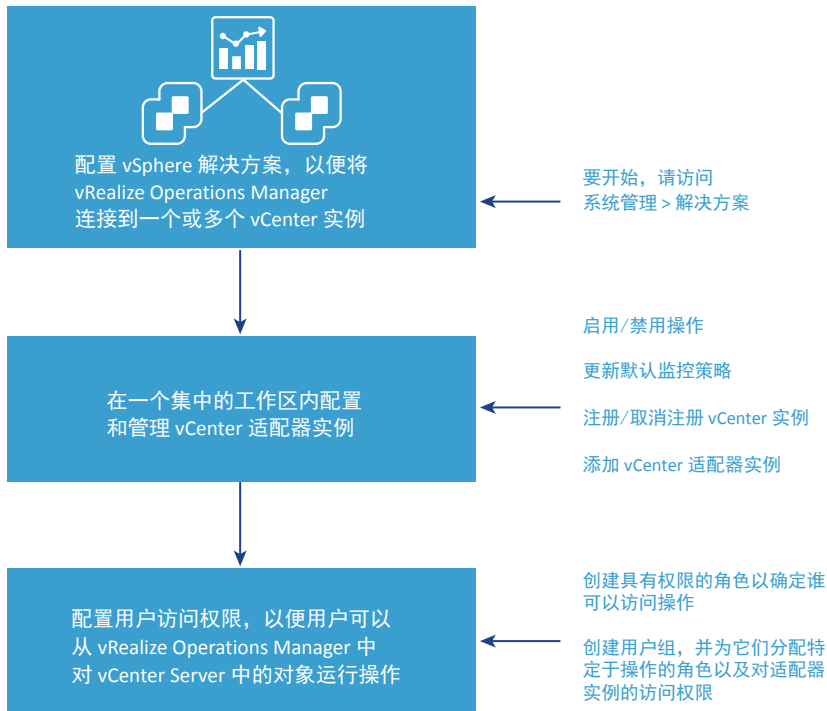 配置 vSphere 解决方案，以便将
vRealize Operations Manager
连接到一个或多个 vCenter 实例
要开始，请访问
系统管理 > 解决方案
在一个集中的工作区内配置
和管理 vCenter 适配器实例
启用/禁用操作
更新默认监控策略
注册/取消注册 vCenter 实例
添加 vCenter 适配器实例
配置用户访问权限，以便用户可以
从 vRealize Operations Manager 中
对 vCenter Server 中的对象运行操作
创建具有权限的角色以确定谁
可以访问操作
创建用户组，并为它们分配特
定于操作的角色以及对适配器
实例的访问权限